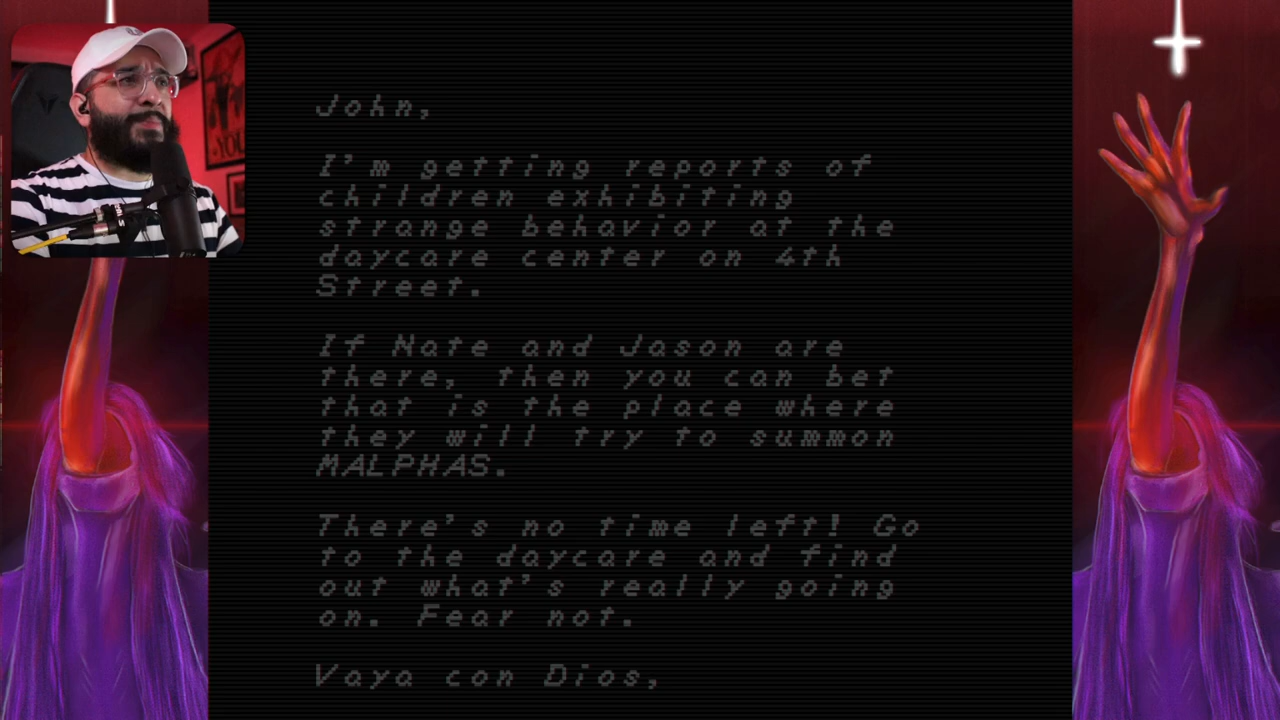 John,
I'm getting reports of
children exhibiting
strange behavior at the
daycare center on 4th
Street.
If Nate and Jason are
there, then you can bet
that is the place where
they will try to summon
MALPHAS.
There's no time left! Go
to the daycare and find
out what's really going
on. Fear not.
Vaya con Dios,